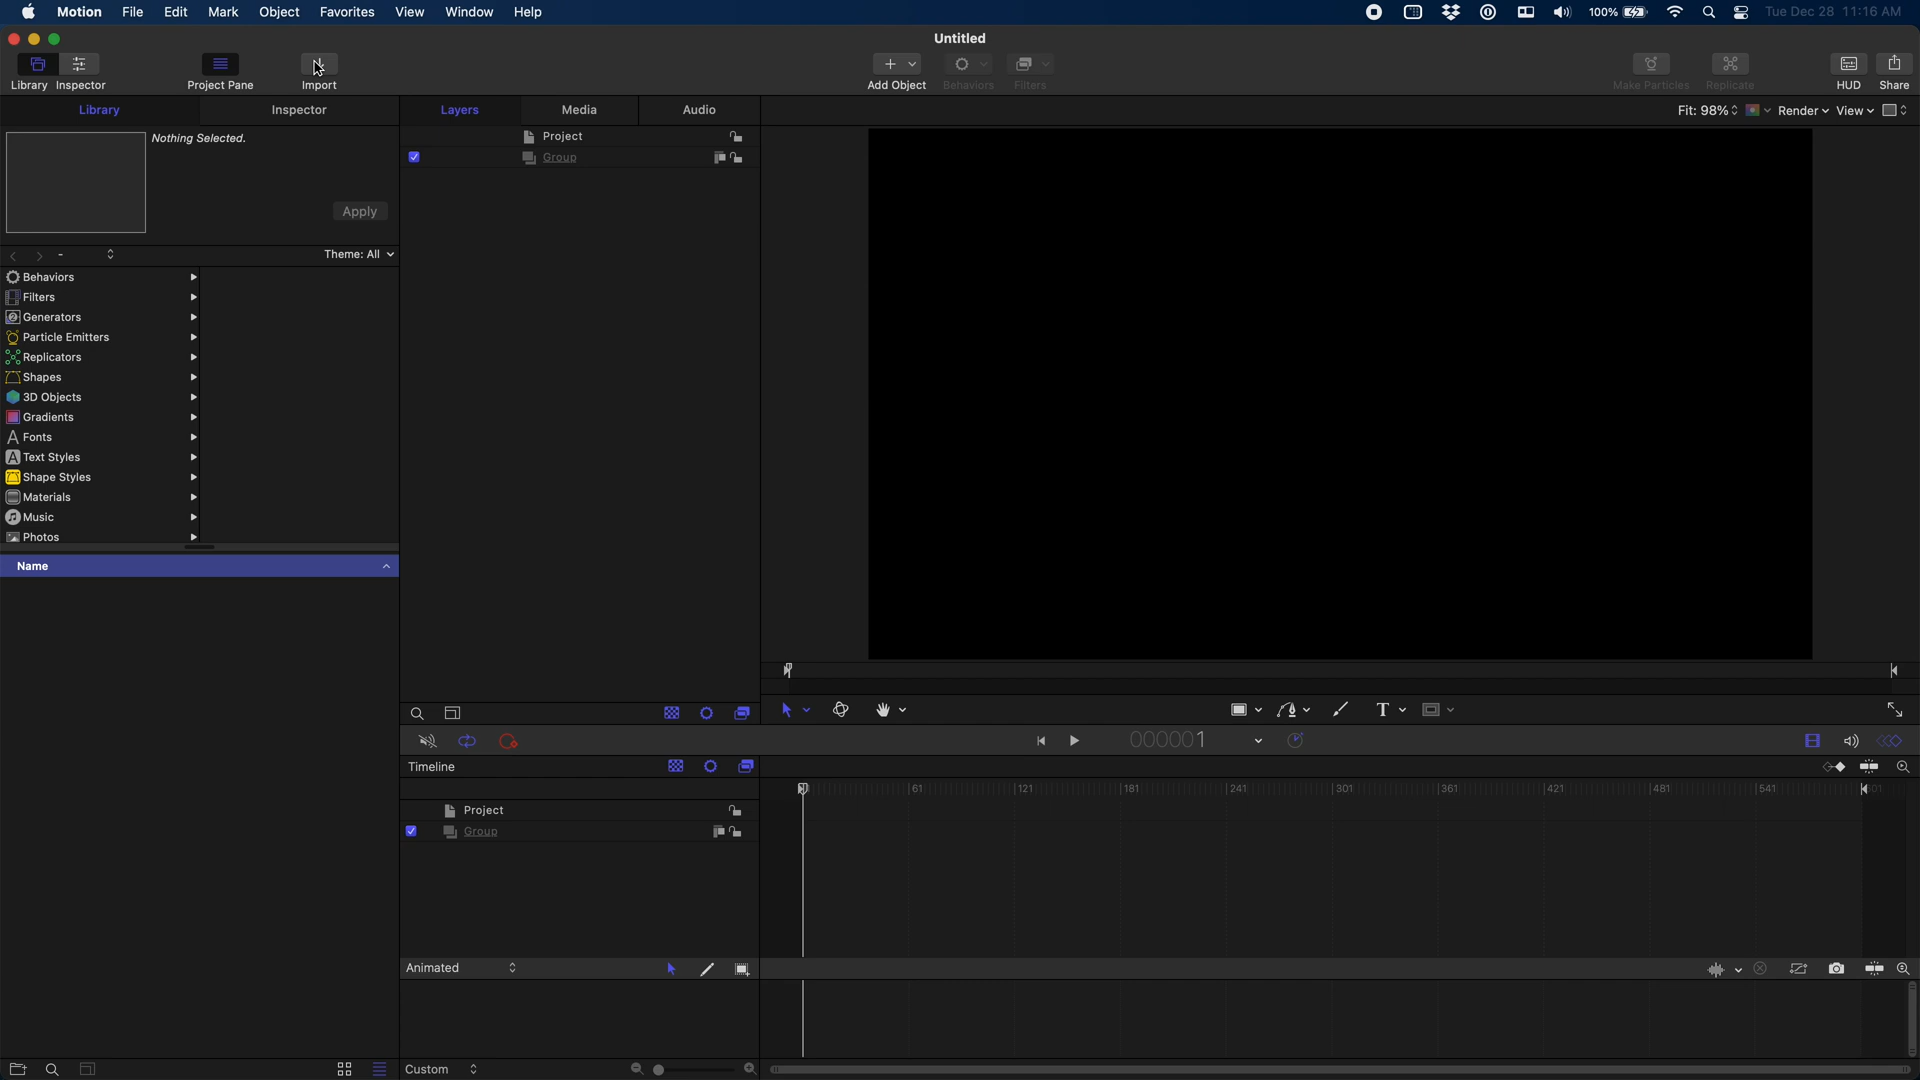 Motion File Edit Mark Object Favorites View Window Help 100% Tue Dec 28 11:16 AM
Untitled
Library Inspector Project Pane Import Add Object Behaviors Filters Make Particles Replicate HUD Share
Library Inspector Layers Media Audio Fit: 98% Render View
Nothing Selected.
Apply
Project
Group
- Theme: All
Behaviors
Filters
Generators
Particle Emitters
Replicators
Shapes
3D Objects
Gradients
Fonts
Text Styles
Shape Styles
Materials
Music
Photos
Name
T
000001
Timeline
61 121 181 241 301 361 421 481 541
Project
Group
Animated
Custom